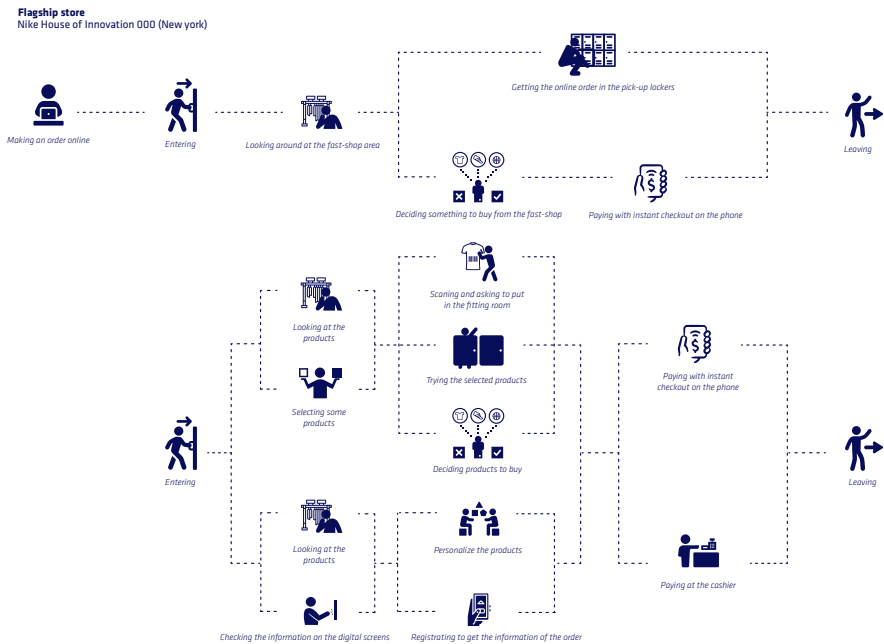 Flagship store
Nike House of Innovation 000 (New york)
Getting the online order in the pick-up lockers
Making an order online
Entering
Looking around at the fast-shop area
Leaving
Deciding something to buy from the fast-shop
Paying with instant checkout on the phone
Scaning and asking to put
in the fitting room
Looking at the
products
Trying the selected products
Paying with instant
checkout on the phone
Selecting some
products
Deciding products to buy
Entering
Leaving
Looking at the
products
Personalize the products
Paying at the cashier
Checking the information on the digital screens
Registrating to get the information of the order